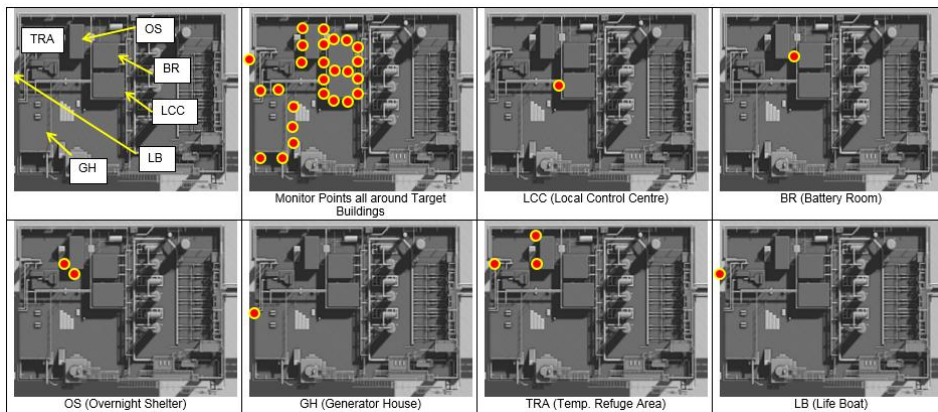 TRA
OS
BR
LCC
LB
GH
Monitor Points all around Target
Buildings
LCC (Local Control Centre)
BR (Battery Room)
OS (Overnight Shelter)
GH (Generator House)
TRA (Temp. Refuge Area)
LB (Life Boat)